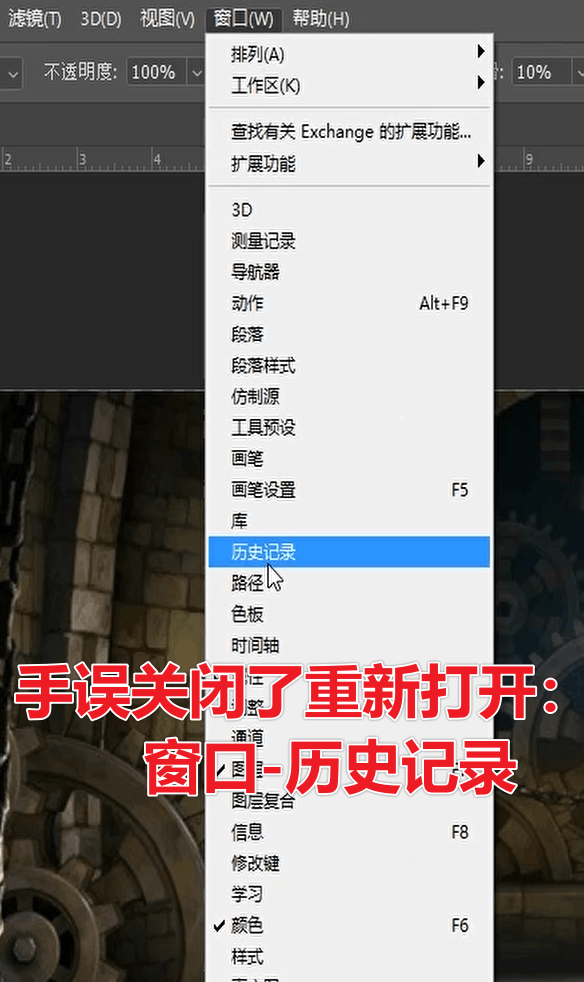 滤镜(T) 3D(D) 视图(V) 窗口(W) 帮助(H)
不透明度: 100% 10%
排列(A)
工作区(K)
2 3 4 9
查找有关 Exchange 的扩展功能...
扩展功能
3D
测量记录
导航器
动作 Alt+F9
段落
段落样式
仿制源
工具预设
画笔
画笔设置 F5
库
历史记录
路径
色板
时间轴
手误关闭了重新打开：
通道
窗口-历史记录
图层复合
信息 F8
修改键
学习
颜色 F6
样式